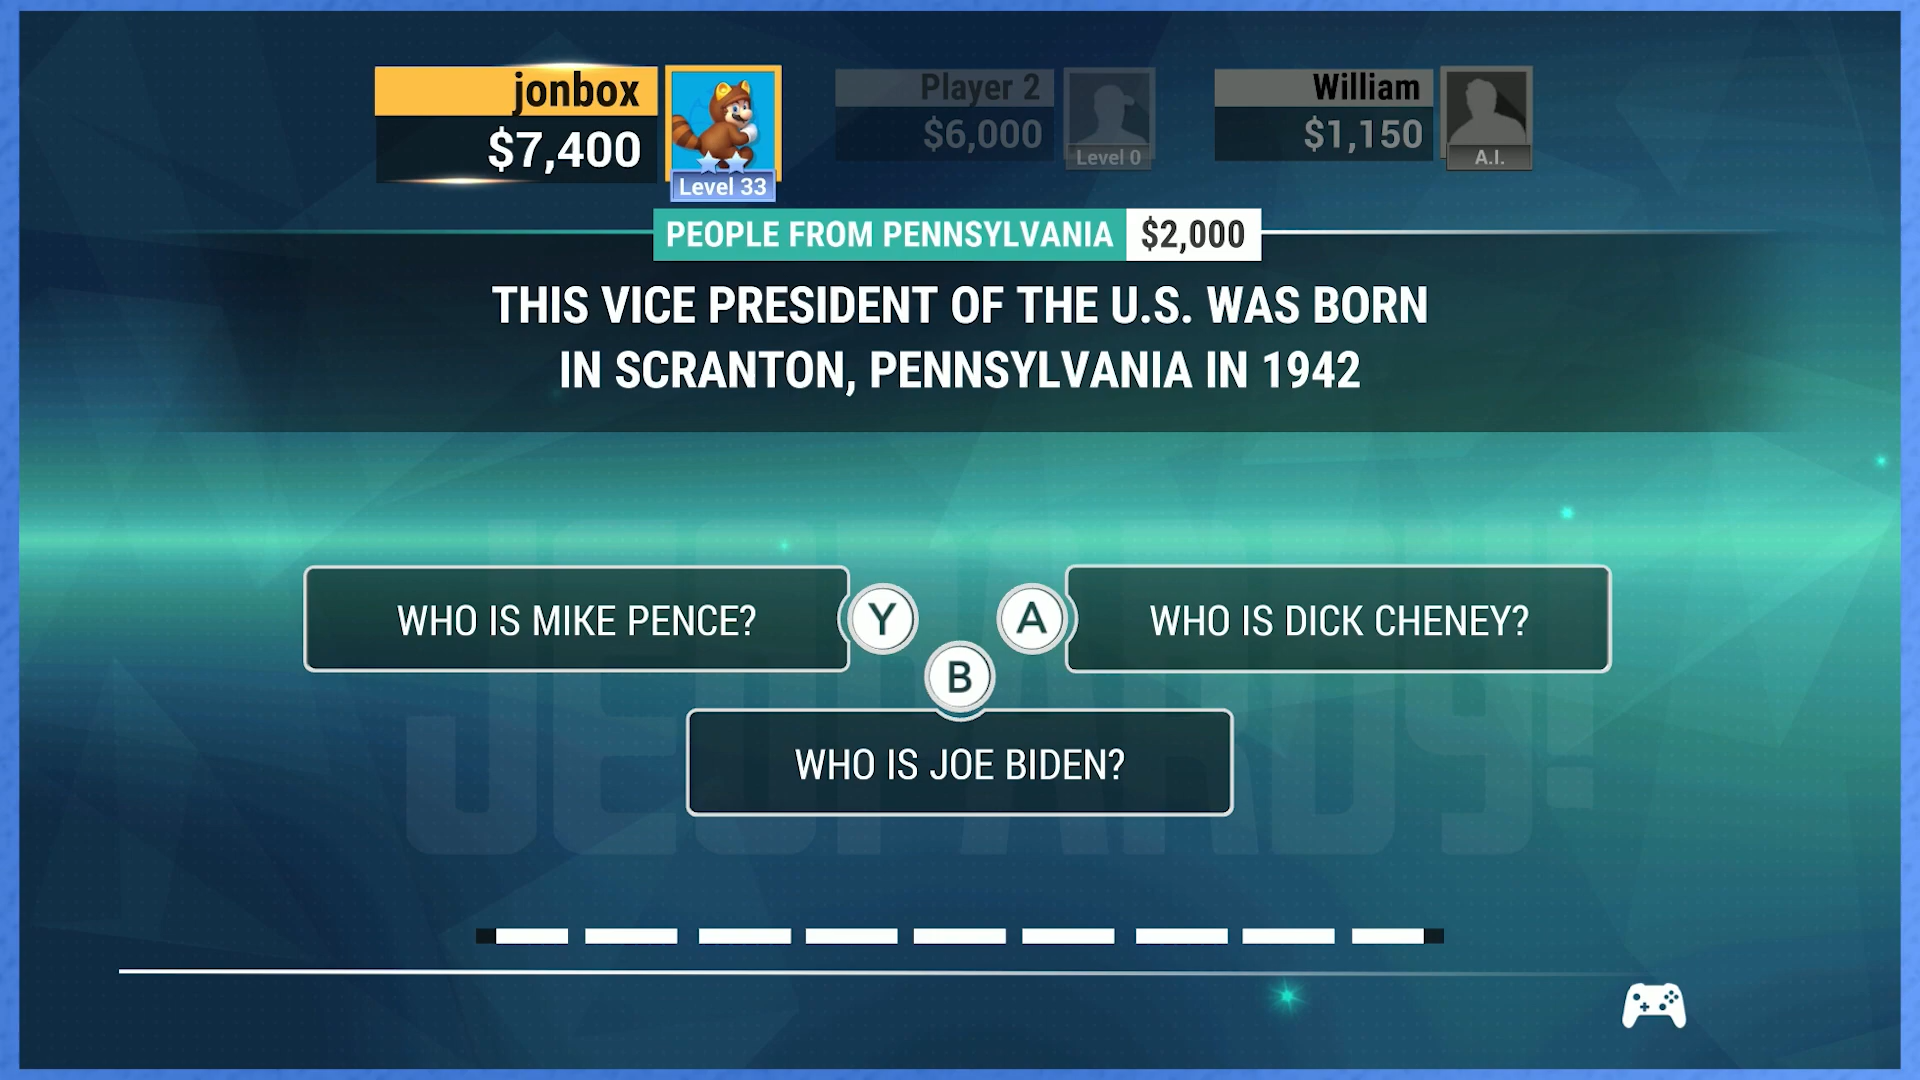 jonbox
$7,400
Level 33
Player 2
$6,000
Level 0
William
$1,150
A.I.
PEOPLE FROM PENNSYLVANIA $2,000
THIS VICE PRESIDENT OF THE U.S. WAS BORN
IN SCRANTON, PENNSYLVANIA IN 1942
JEOPARDY!
WHO IS MIKE PENCE? Y A WHO IS DICK CHENEY?
B
WHO IS JOE BIDEN?